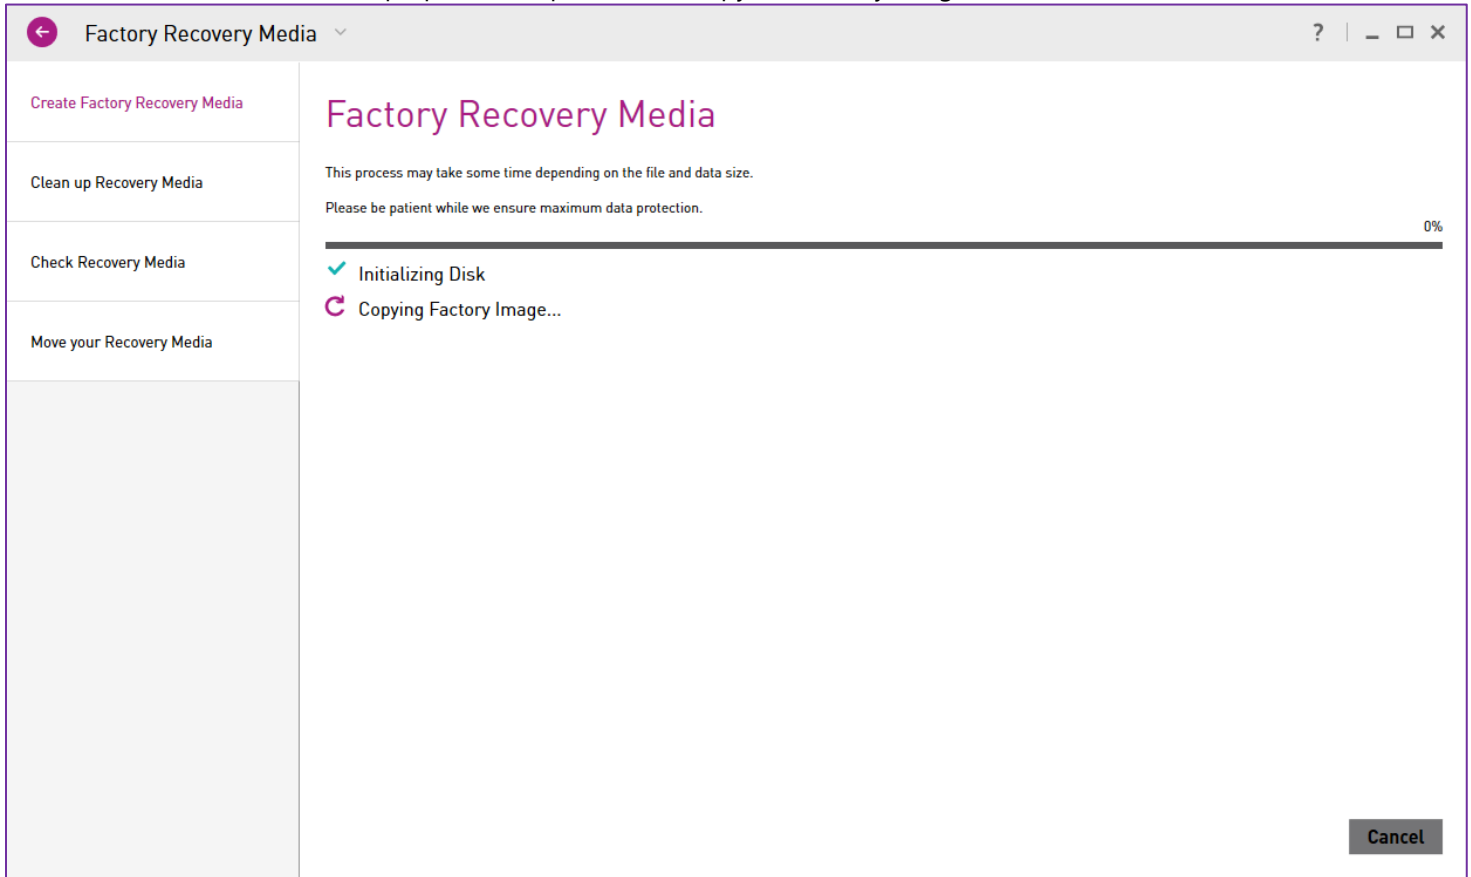 Factory Recovery Media
?
Create Factory Recovery Media
Clean up Recovery Media
Check Recovery Media
Move your Recovery Media
Factory Recovery Media
This process may take some time depending on the file and data size.
Please be patient while we ensure maximum data protection.
0%
Initializing Disk
Copying Factory Image...
Cancel